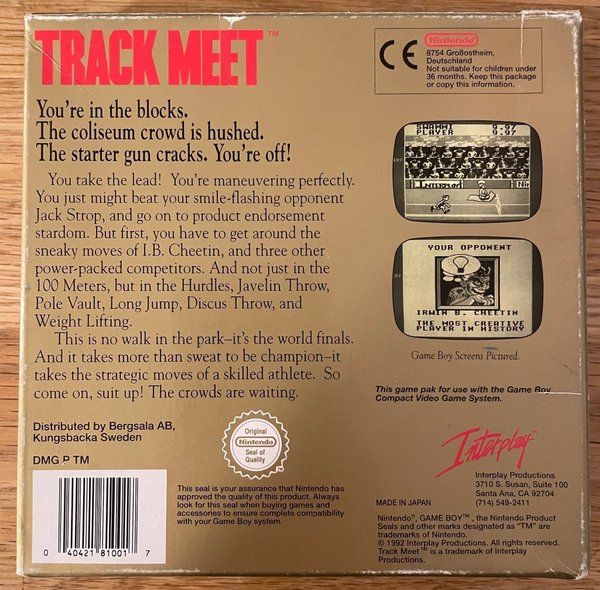 TRACK MEET™
You're in the blocks.
The coliseum crowd is hushed.
The starter gun cracks. You're off!
You take the lead! You're maneuvering perfectly.
You just might beat your smile-flashing opponent
Jack Strop, and go on to product endorsement
stardom. But first, you have to get around the
sneaky moves of I.B. Cheetin, and three other
power-packed competitors. And not just in the
100 Meters, but in the Hurdles, Javelin Throw,
Pole Vault, Long Jump, Discus Throw, and
Weight Lifting.
This is no walk in the park–it's the world finals.
And it takes more than sweat to be champion–it
takes the strategic moves of a skilled athlete. So
come on, suit up! The crowds are waiting.
Distributed by Bergsala AB,
Kungsbacka Sweden
DMG P TM
0 40421 81001 7
Original
Nintendo
Seal of
Quality
This seal is your assurance that Nintendo has
approved the quality of this product. Always
look for this seal when buying games and
accessories to ensure complete compatibility
with your Game Boy system.
CE
Nintendo
8754 Großostheim,
Deutschland
Not suitable for children under
36 months. Keep this package
or copy this information.
SWAMMI 0.07
PLAYER 0.07
Interplay
YOUR OPPONENT
IRWIN B. CHEETIN
THE MOST CREATIVE
PLAYER IN HISTORY
Game Boy Screens Pictured.
This game pak for use with the Game Boy
Compact Video Game System.
Interplay™
Interplay Productions
3710 S. Susan, Suite 100
Santa Ana, CA 92704
(714) 549-2411
MADE IN JAPAN
Nintendo®, GAME BOY™, the Nintendo Product
Seals and other marks designated as "TM" are
trademarks of Nintendo.
© 1992 Interplay Productions. All rights reserved.
Track Meet™ is a trademark of Interplay
Productions.